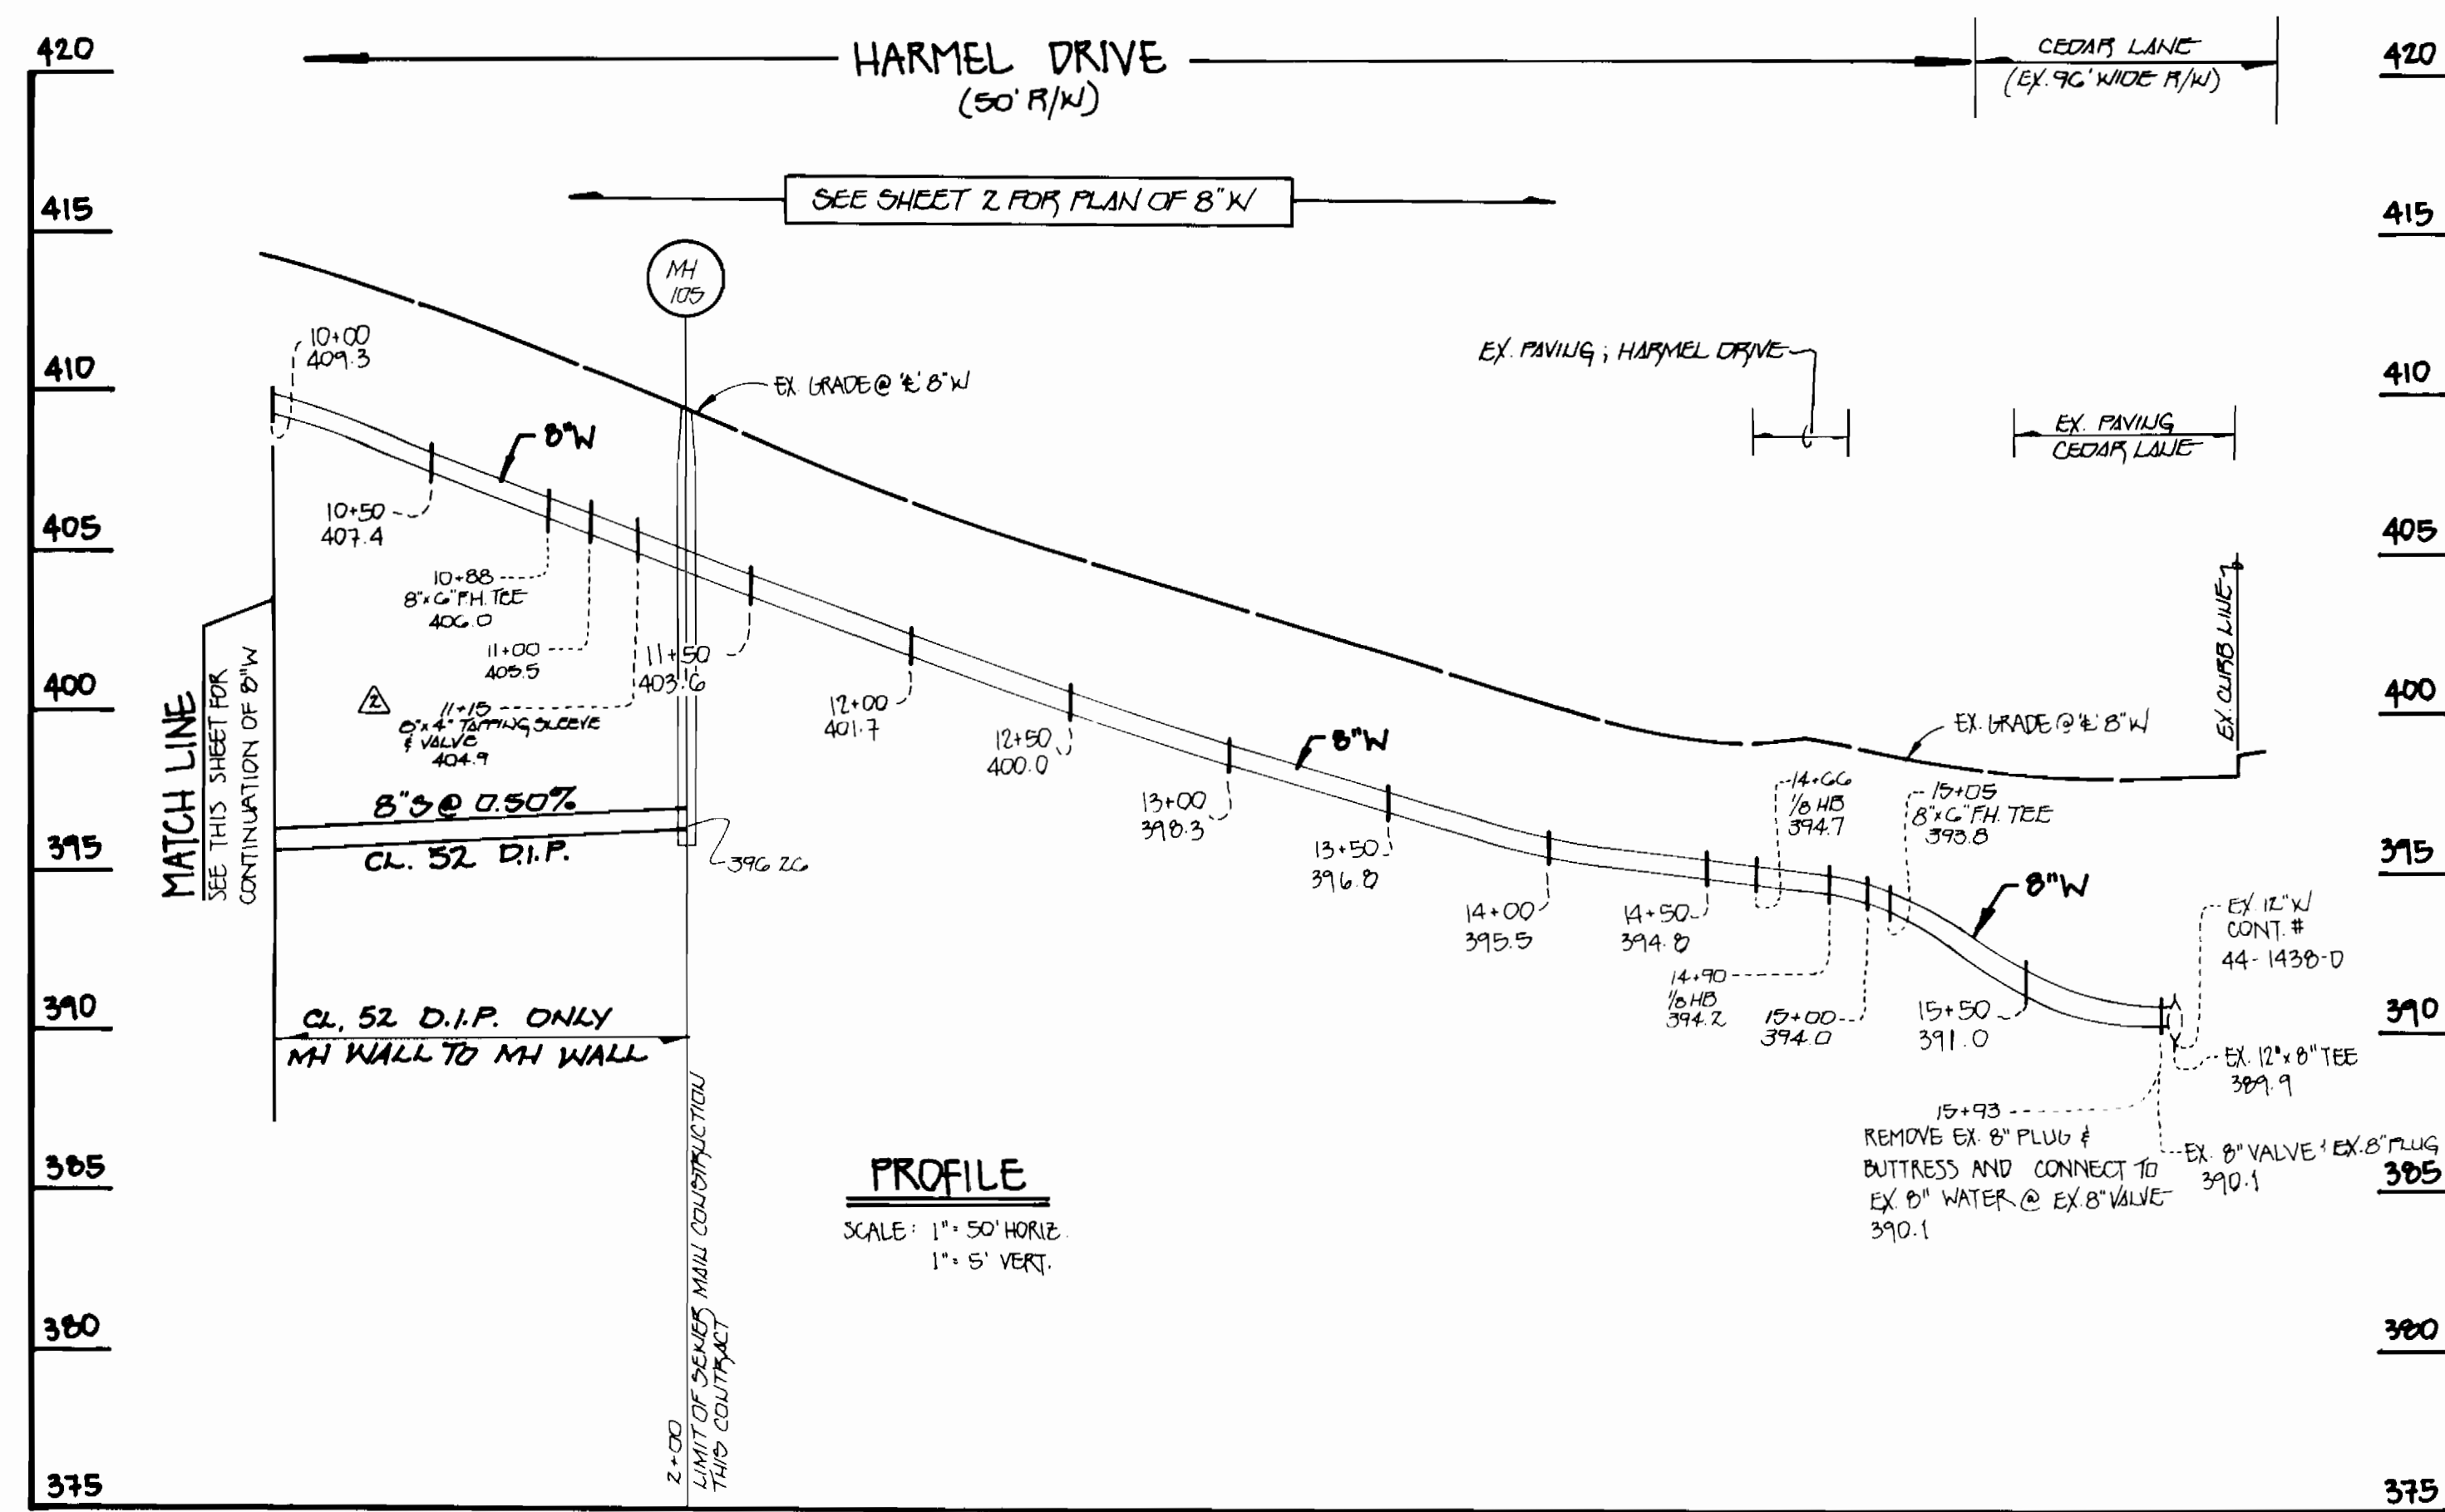 420
HARMEL DRIVE
(50' R/W)
CEDAR LANE
(EX. 96' WIDE R/W)
420
SEE SHEET 2 FOR PLAN OF 8"W
415
415
MH
105
10+00
409.3
EX. PAVING ; HARMEL DRIVE
410
EX. GRADE @ ℄ 8"W
410
EX. PAVING
CEDAR LANE
8"W
10+50
407.4
405
405
10+88
8"x6" F.H. TEE
406.0
11+00
405.5
11+50
403.6
EX. CURB LINE
400
2
11+15
8"x4" TAPPING SLEEVE
& VALVE
404.9
12+00
401.7
400
EX. GRADE @ ℄ 8"W
12+50
400.0
8"W
MATCH LINE
SEE THIS SHEET FOR
CONTINUATION OF 8"W
13+00
398.3
14+66
1/8 HB
394.7
15+05
8"x6" F.H. TEE
393.8
8"S @ 0.50%
CL. 52 D.I.P.
396.26
395
395
13+50
396.8
8"W
14+00
395.5
14+50
394.8
EX. 12"W
CONT. #
44-1438-D
14+90
1/8 HB
394.2
15+00
394.0
15+50
391.0
390
390
CL. 52 D.I.P. ONLY
MH WALL TO MH WALL
EX. 12"x8" TEE
389.9
15+93
REMOVE EX. 8" PLUG &
BUTTRESS AND CONNECT TO
EX. 8" WATER @ EX. 8" VALVE
390.1
EX. 8" VALVE & EX. 8" PLUG
390.1
385
385
PROFILE
SCALE: 1"= 50' HORIZ.
1"= 5' VERT.
380
380
2+00
LIMIT OF SEWER MAIN CONSTRUCTION
THIS CONTRACT
375
375